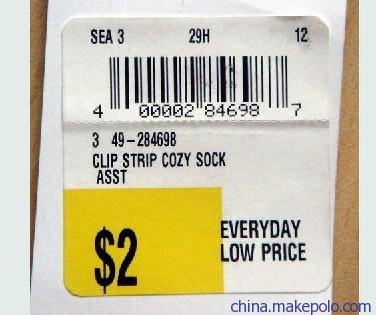 SEA 3 29H 12
4 00002 84698 7
3 49-284698
CLIP STRIP COZY SOCK
ASST
$2
EVERYDAY
LOW PRICE
china.makepolo.com